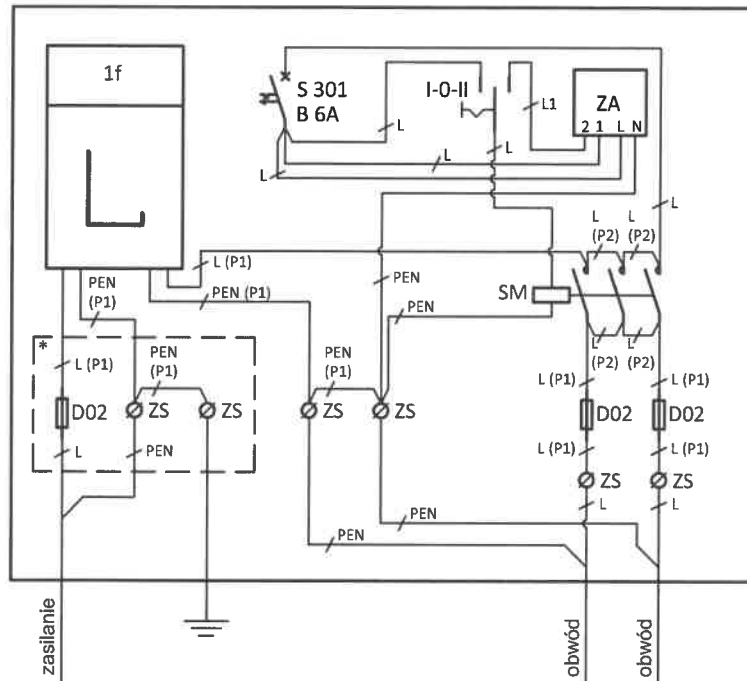 1f
S 301
B 6A
I-0-II
ZA
2 1 L N
L1
L
L
L
L
L
L (P1)
L
(P2)
L
(P2)
PEN
(P1)
PEN (P1)
PEN
PEN
SM
*
L (P1)
PEN
(P1)
PEN
(P1)
L
(P2)
L
(P2)
L (P1)
L (P1)
D02
ZS
ZS
ZS
ZS
D02
D02
L
PEN
L (P1)
L (P1)
ZS
ZS
L
L
PEN
PEN
zasilanie
obwód
obwód